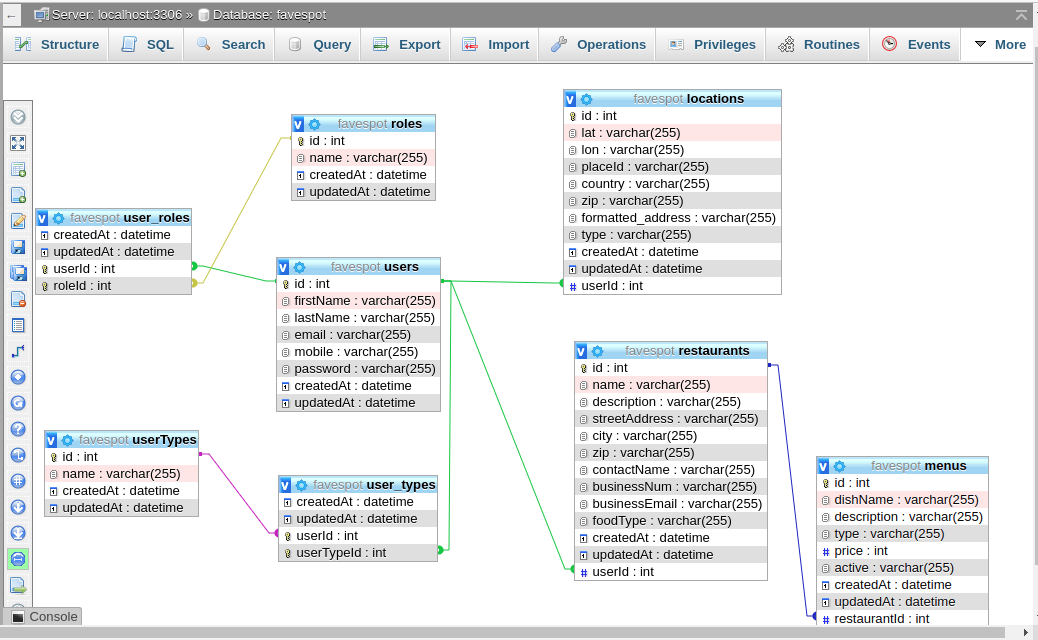 Server: localhost:3306 » Database: favespot
Structure SQL Search Query Export Import Operations Privileges Routines Events More
favespot roles
id : int
name : varchar(255)
createdAt : datetime
updatedAt : datetime
favespot locations
id : int
lat : varchar(255)
lon : varchar(255)
placeId : varchar(255)
country : varchar(255)
zip : varchar(255)
formatted_address : varchar(255)
type : varchar(255)
createdAt : datetime
updatedAt : datetime
userId : int
favespot user_roles
createdAt : datetime
updatedAt : datetime
userId : int
roleId : int
favespot users
id : int
firstName : varchar(255)
lastName : varchar(255)
email : varchar(255)
mobile : varchar(255)
password : varchar(255)
createdAt : datetime
updatedAt : datetime
favespot restaurants
id : int
name : varchar(255)
description : varchar(255)
streetAddress : varchar(255)
city : varchar(255)
zip : varchar(255)
contactName : varchar(255)
businessNum : varchar(255)
businessEmail : varchar(255)
foodType : varchar(255)
createdAt : datetime
updatedAt : datetime
userId : int
favespot userTypes
id : int
name : varchar(255)
createdAt : datetime
updatedAt : datetime
favespot user_types
createdAt : datetime
updatedAt : datetime
userId : int
userTypeId : int
favespot menus
id : int
dishName : varchar(255)
description : varchar(255)
type : varchar(255)
price : int
active : varchar(255)
createdAt : datetime
updatedAt : datetime
restaurantId : int
Console